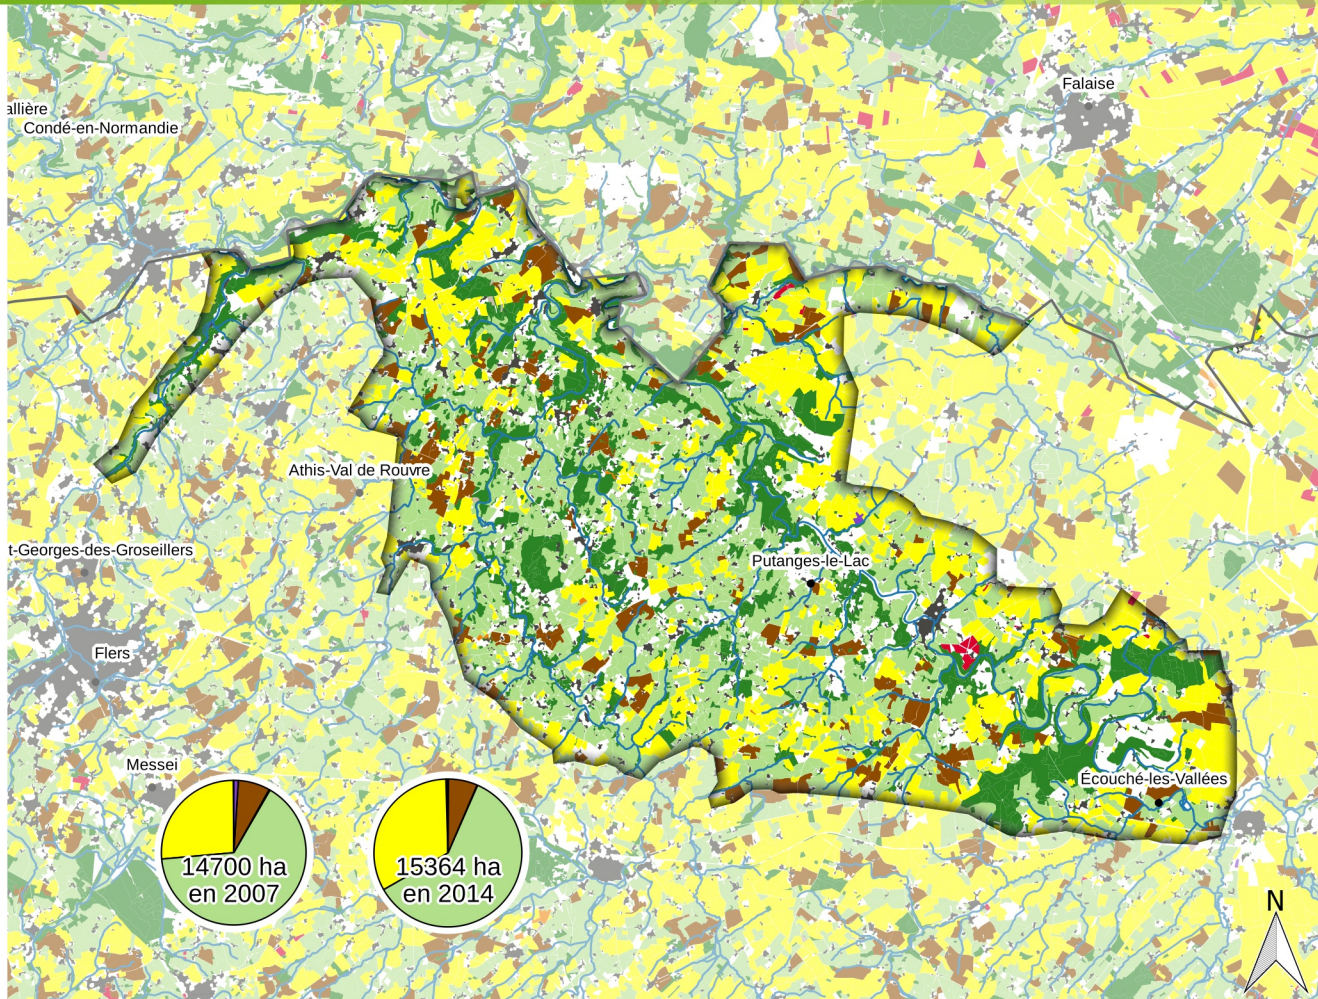 Falaise
allière
Condé-en-Normandie
Athis-Val de Rouvre
t-Georges-des-Groseillers
Putanges-le-Lac
Flers
Messei
Écouché-les-Vallées
14700 ha
en 2007
15364 ha
en 2014
N